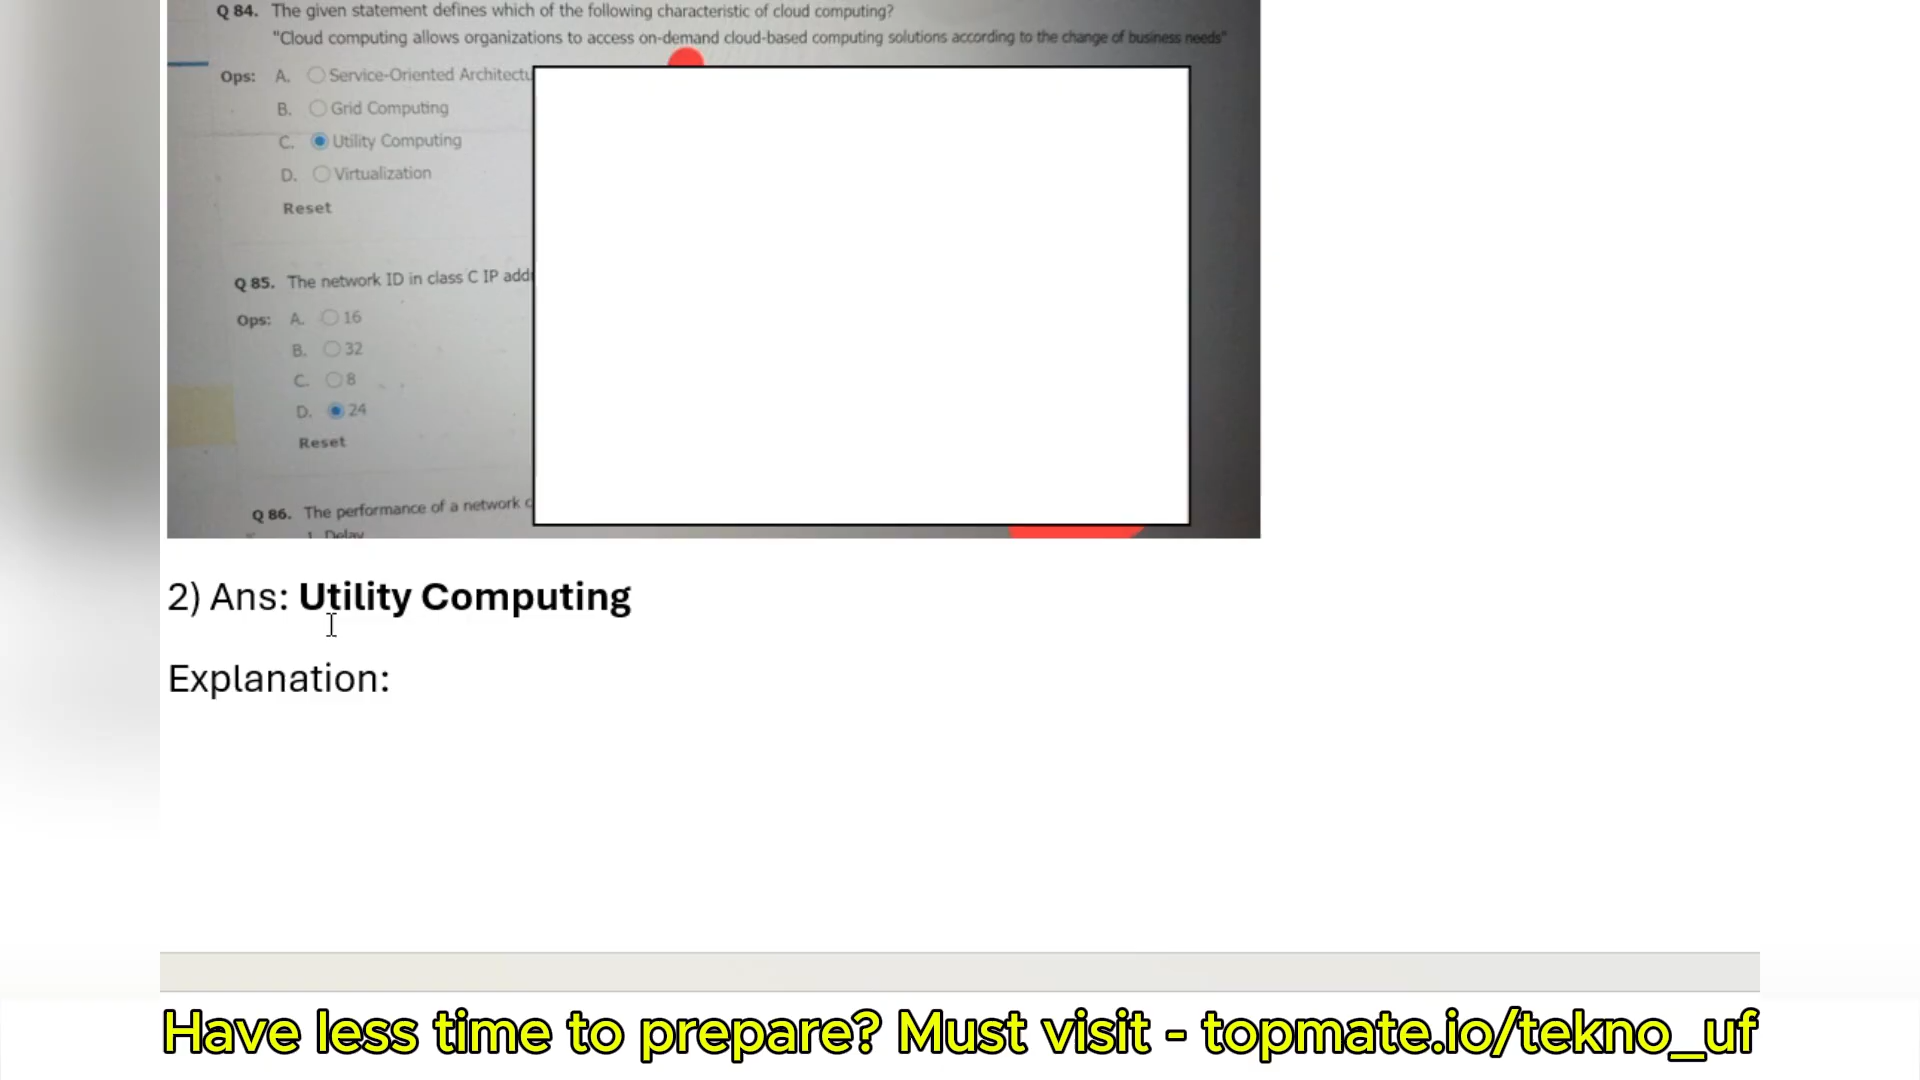 Q 84. The given statement defines which of the following characteristic of cloud computing?
"Cloud computing allows organizations to access on-demand cloud-based computing solutions according to the change of business needs"
Ops: A. Service-Oriented Architectu
B. Grid Computing
C. Utility Computing
D. Virtualization
Reset
Q 85. The network ID in class C IP add
Ops: A. 16
B. 32
C. 8
D. 24
Reset
Q 86. The performance of a network
1. Delay
2) Ans: Utility Computing
Explanation:
Have less time to prepare? Must visit - topmate.io/tekno_uf